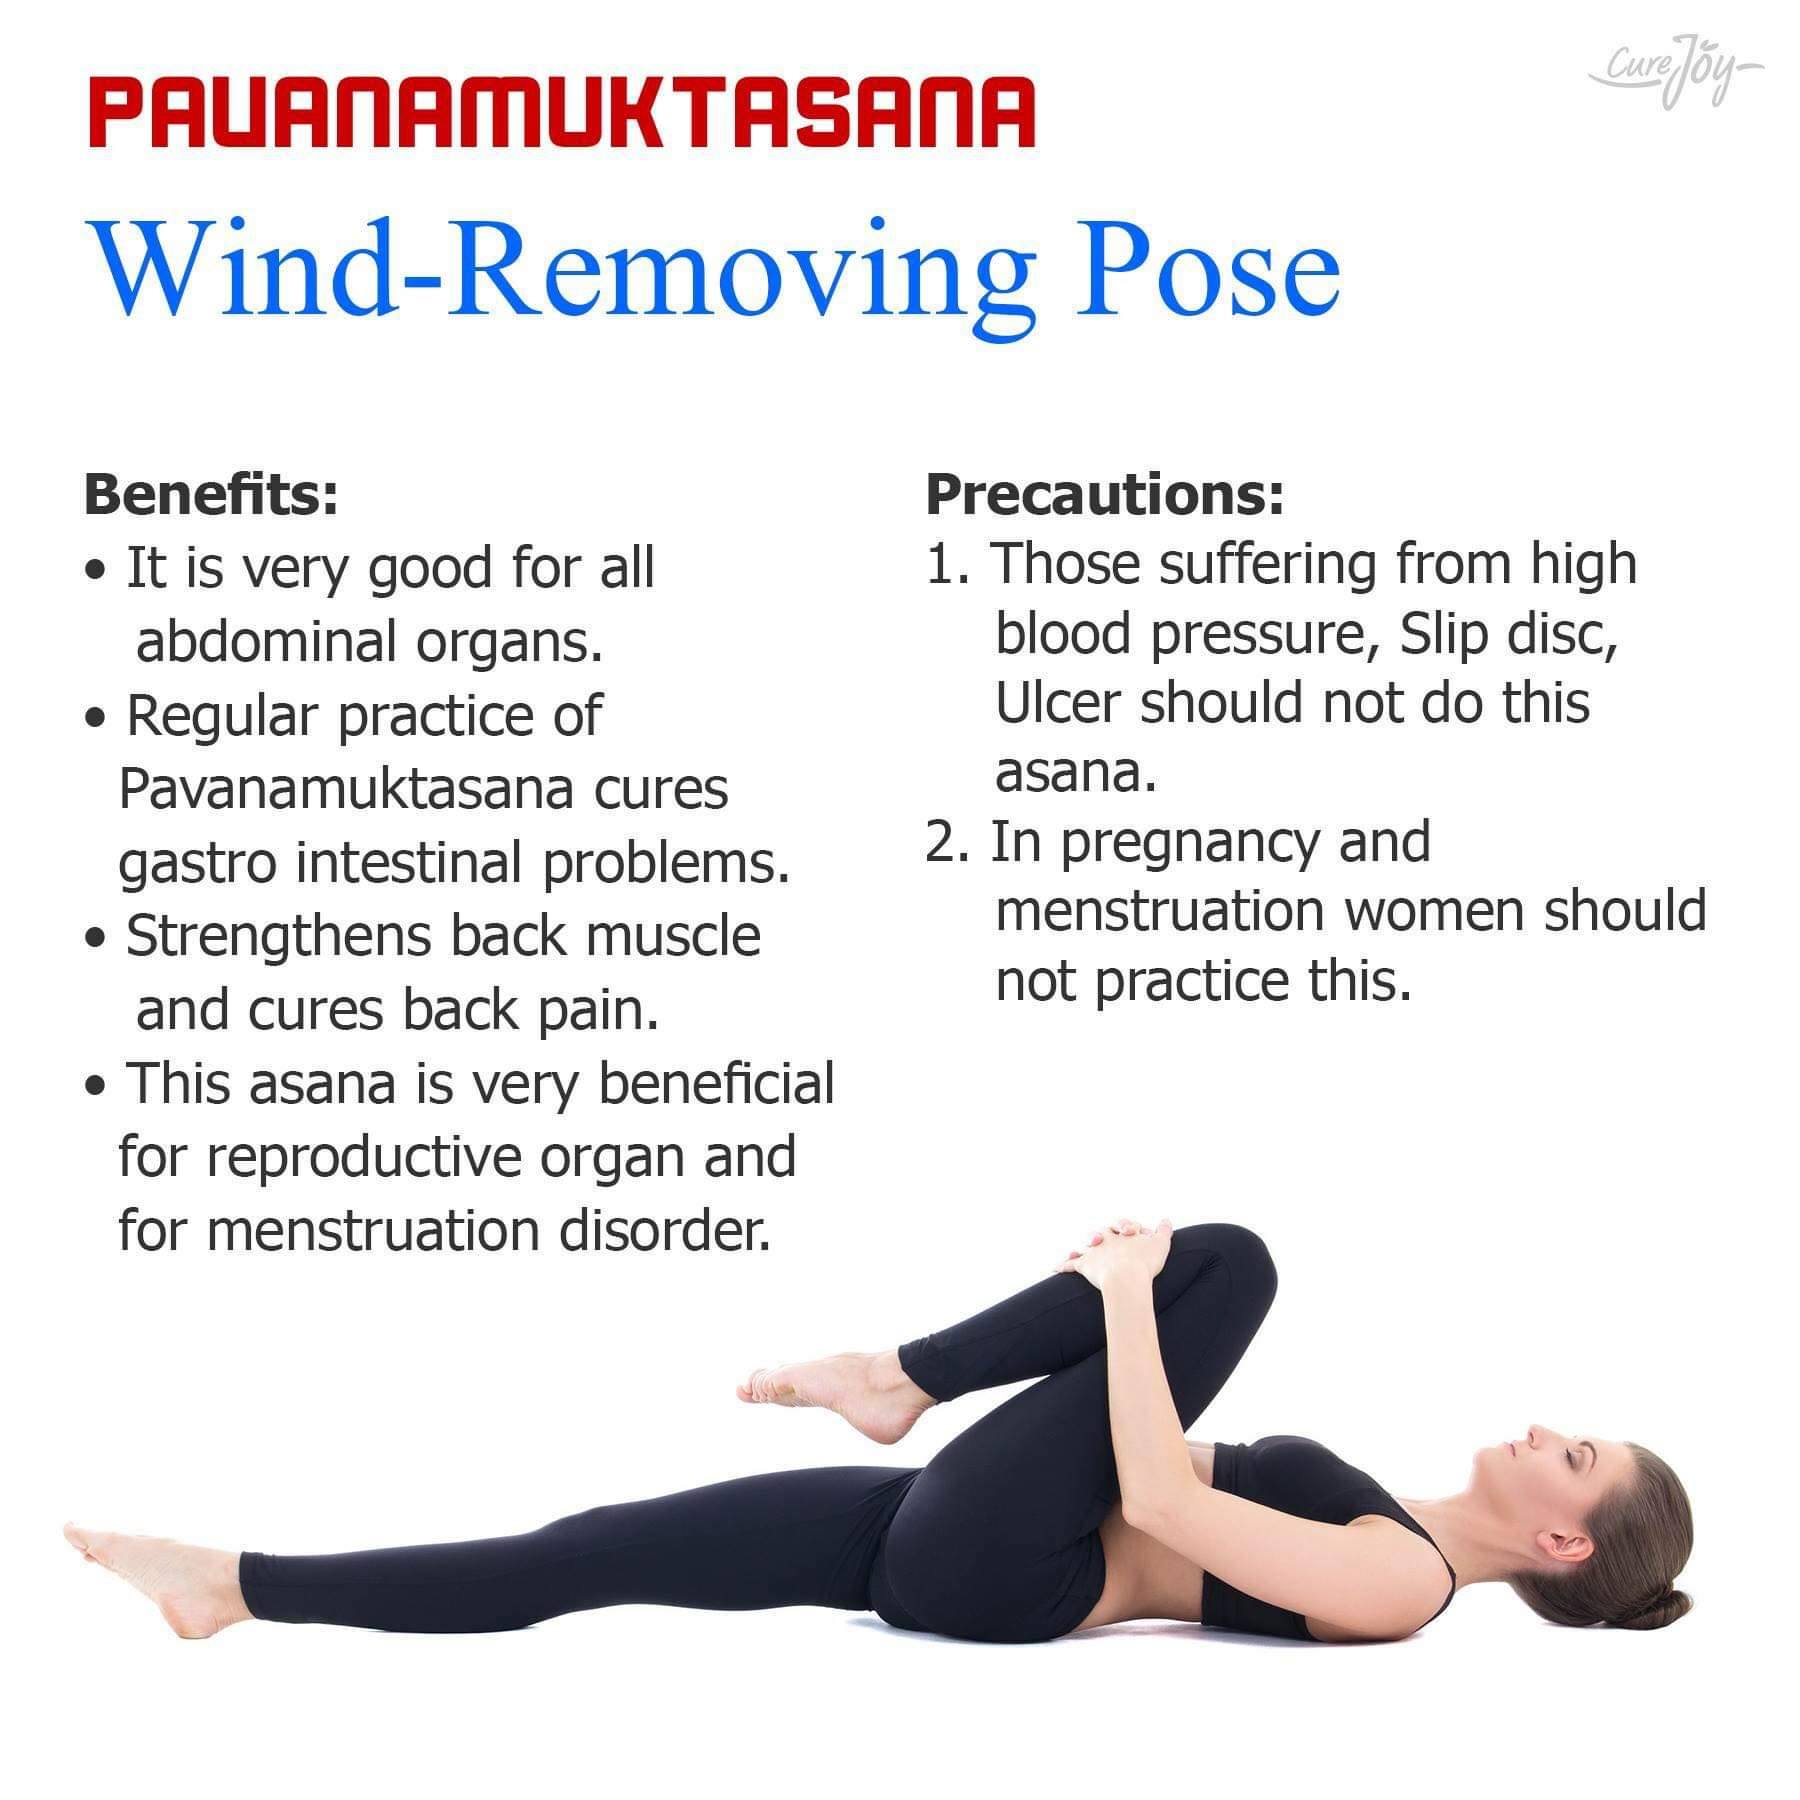 Cure Joy
PAVANAMUKTASANA
Wind-Removing Pose
Benefits:
• It is very good for all
abdominal organs.
• Regular practice of
Pavanamuktasana cures
gastro intestinal problems.
• Strengthens back muscle
and cures back pain.
• This asana is very beneficial
for reproductive organ and
for menstruation disorder.
Precautions:
1. Those suffering from high
blood pressure, Slip disc,
Ulcer should not do this
asana.
2. In pregnancy and
menstruation women should
not practice this.